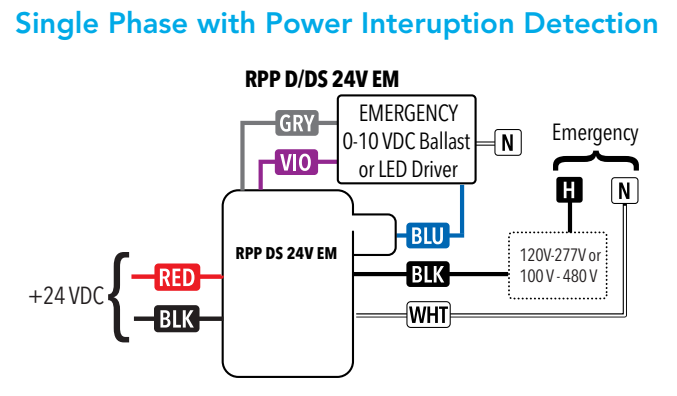 Single Phase with Power Interuption Detection
RPP D/DS 24V EM
EMERGENCY
0-10 VDC Ballast
or LED Driver
GRY
VIO
N
Emergency
H
N
BLU
RPP DS 24V EM
120V-277V or
100 V - 480 V
BLK
+24 VDC
RED
BLK
WHT